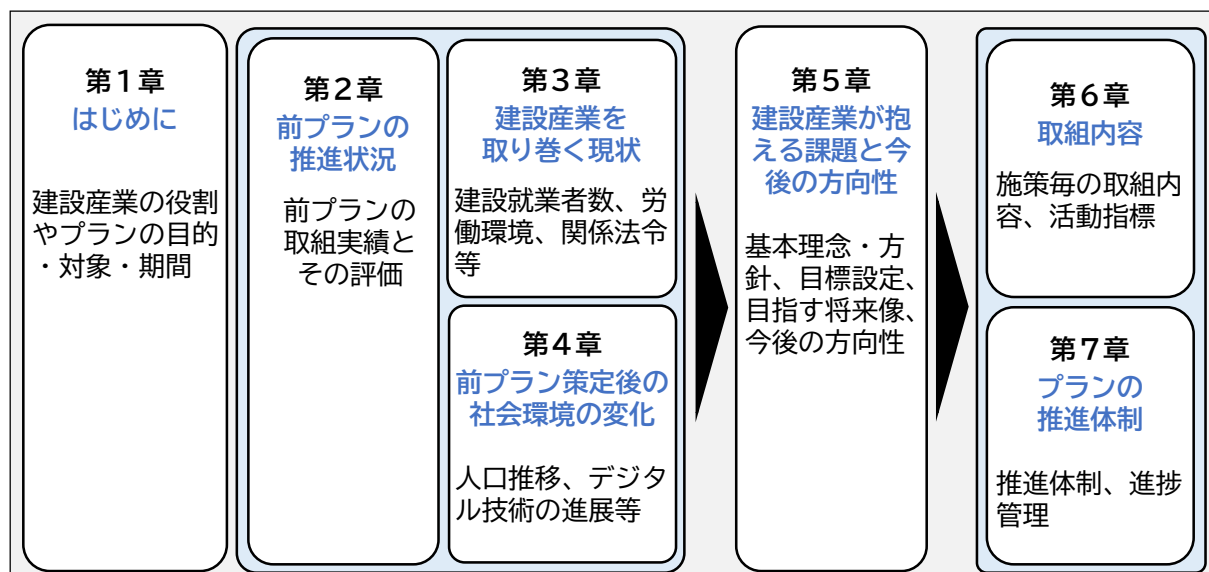 第1章
はじめに
建設産業の役割
やプランの目的
・対象・期間
第2章
前プランの
推進状況
前プランの
取組実績と
その評価
第3章
建設産業を
取り巻く現状
建設就業者数、労
働環境、関係法令
等
第4章
前プラン策定後の
社会環境の変化
人口推移、デジタ
ル技術の進展等
第5章
建設産業が抱
える課題と今
後の方向性
基本理念・方
針、目標設定、
目指す将来像、
今後の方向性
第6章
取組内容
施策毎の取組内
容、活動指標
第7章
プランの
推進体制
推進体制、進捗
管理